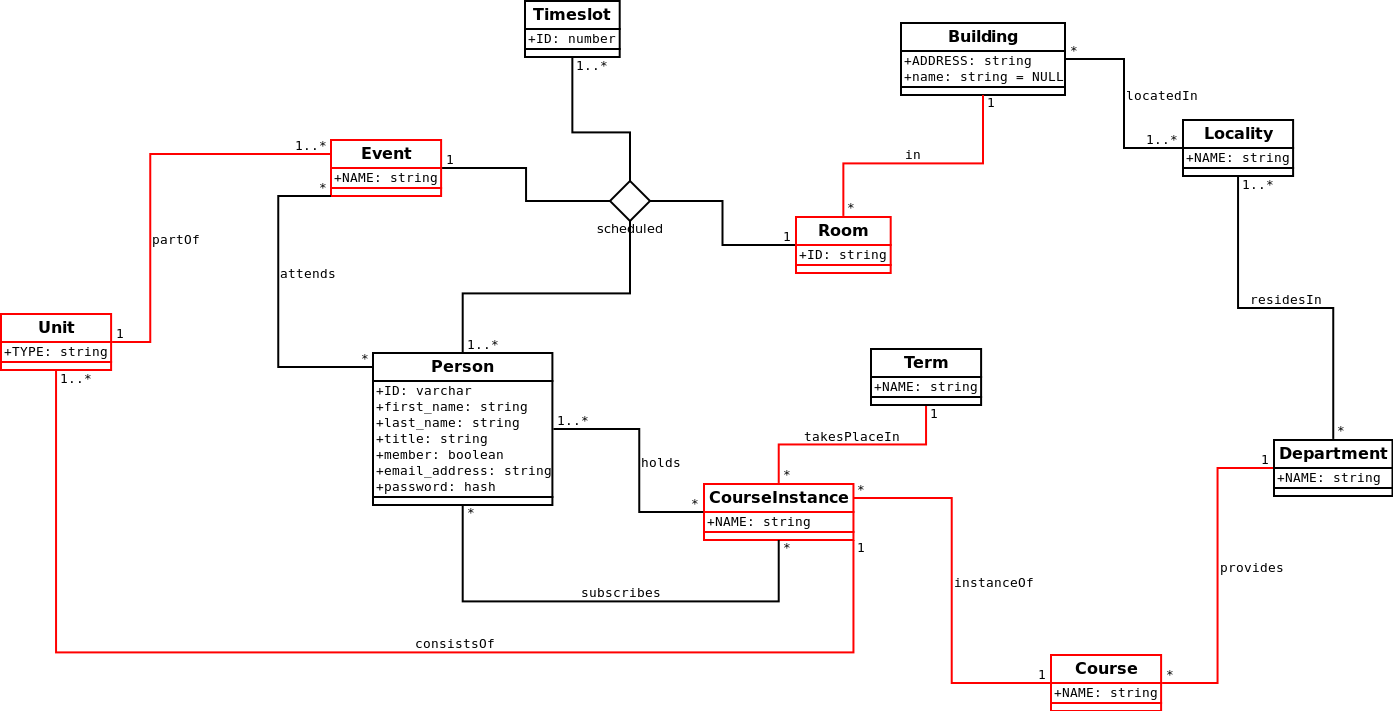 Timeslot
+ID: number
1..*
Building
+ADDRESS: string
+name: string = NULL
*
1
locatedIn
1..*
Locality
+NAME: string
1..*
1..*
Event
+NAME: string
1
*
in
*
scheduled
1
Room
+ID: string
partOf
attends
residesIn
Unit
+TYPE: string
1
1..*
1..*
*
Person
+ID: varchar
+first_name: string
+last_name: string
+title: string
+member: boolean
+email_address: string
+password: hash
1..*
*
holds
*
Term
+NAME: string
1
takesPlaceIn
*
CourseInstance
+NAME: string
*
*
1
*
1
Department
+NAME: string
subscribes
consistsOf
instanceOf
provides
1
Course
+NAME: string
*